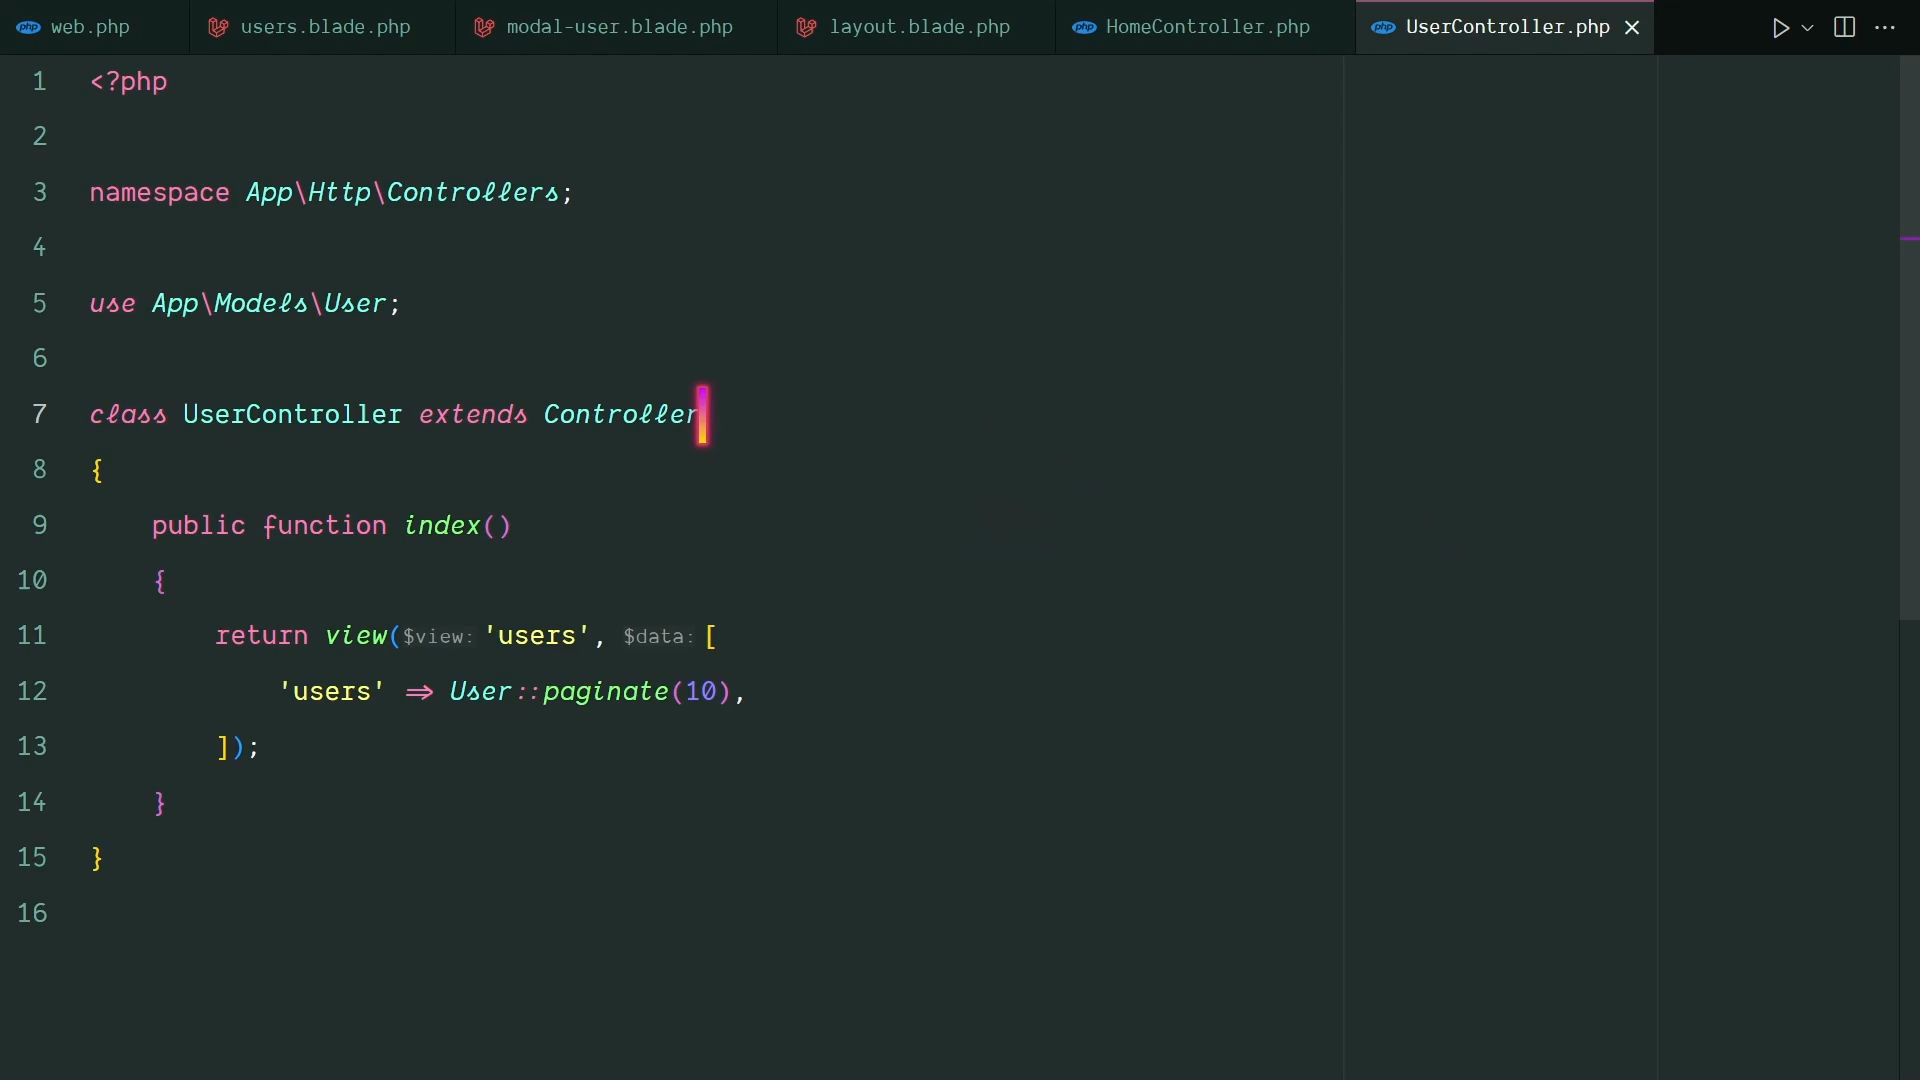 web.php users.blade.php modal-user.blade.php layout.blade.php HomeController.php UserController.php
1 <?php
2
3 namespace App\Http\Controllers;
4
5 use App\Models\User;
6
7 class UserController extends Controller
8 {
9 public function index()
10 {
11 return view($view: 'users', $data: [
12 'users' => User::paginate(10),
13 ]);
14 }
15 }
16